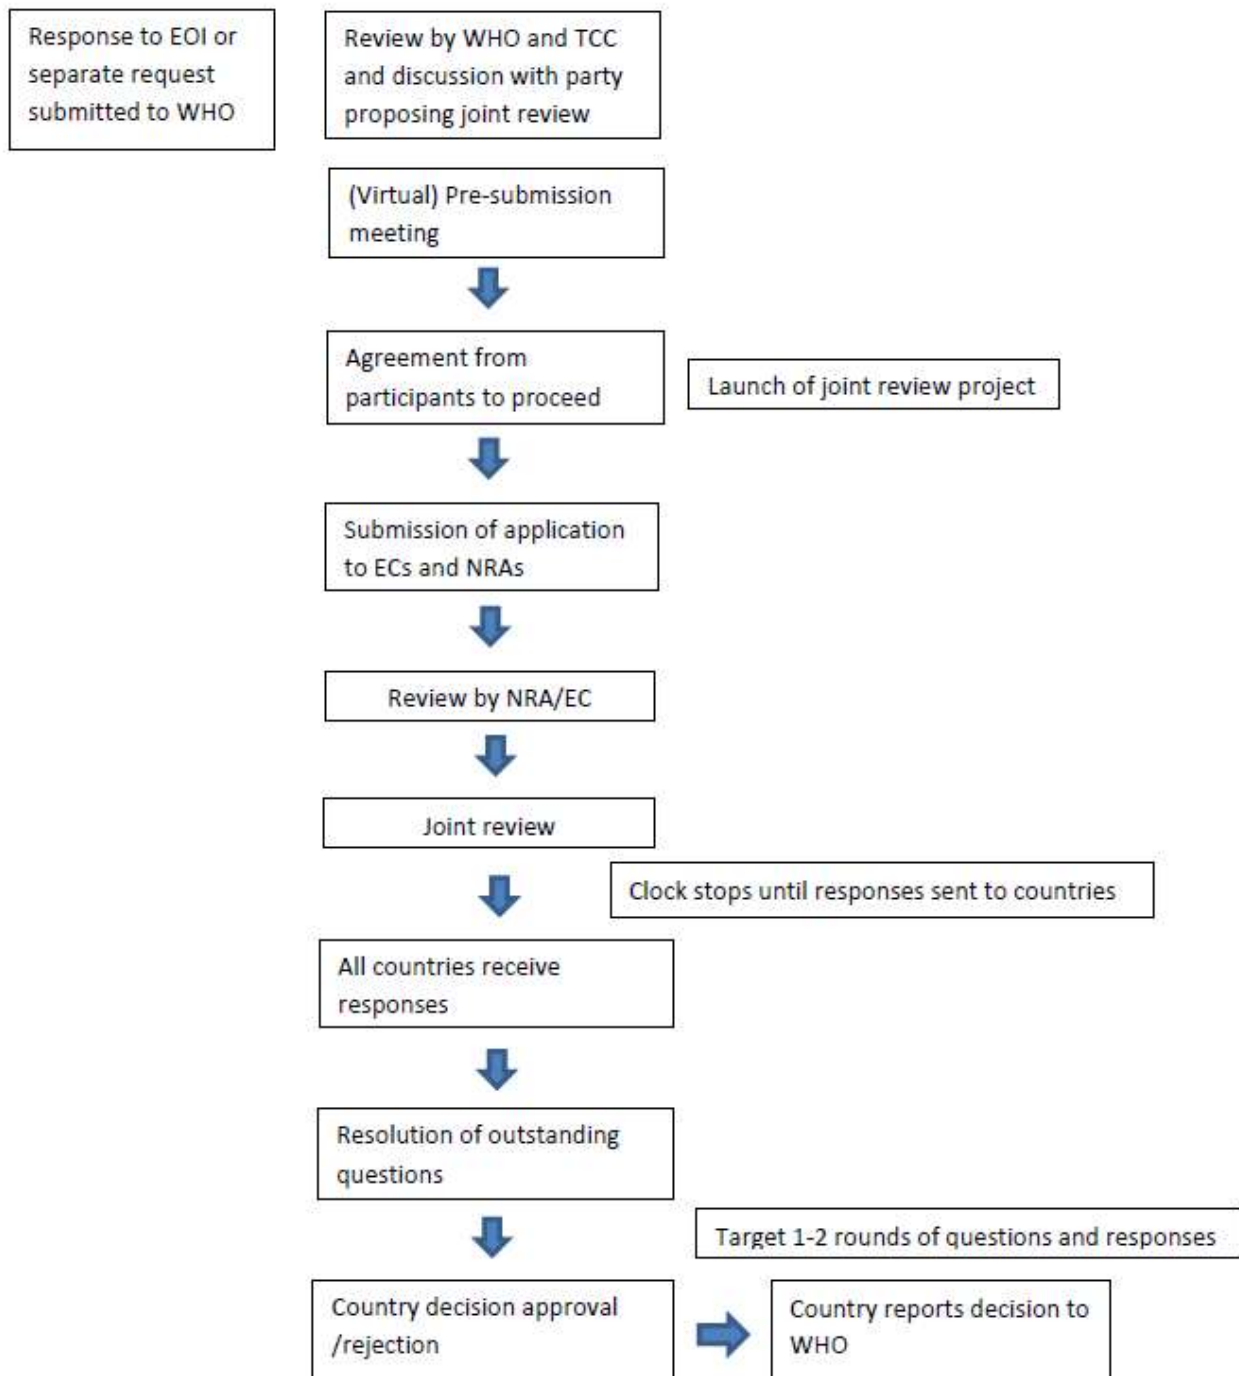 Response to EOI or
separate request
submitted to WHO
Review by WHO and TCC
and discussion with party
proposing joint review
(Virtual) Pre-submission
meeting
Agreement from
participants to proceed
Launch of joint review project
Submission of application
to ECs and NRAs
Review by NRA/EC
Joint review
Clock stops until responses sent to countries
All countries receive
responses
Resolution of outstanding
questions
Target 1-2 rounds of questions and responses
Country decision approval
/rejection
Country reports decision to
WHO